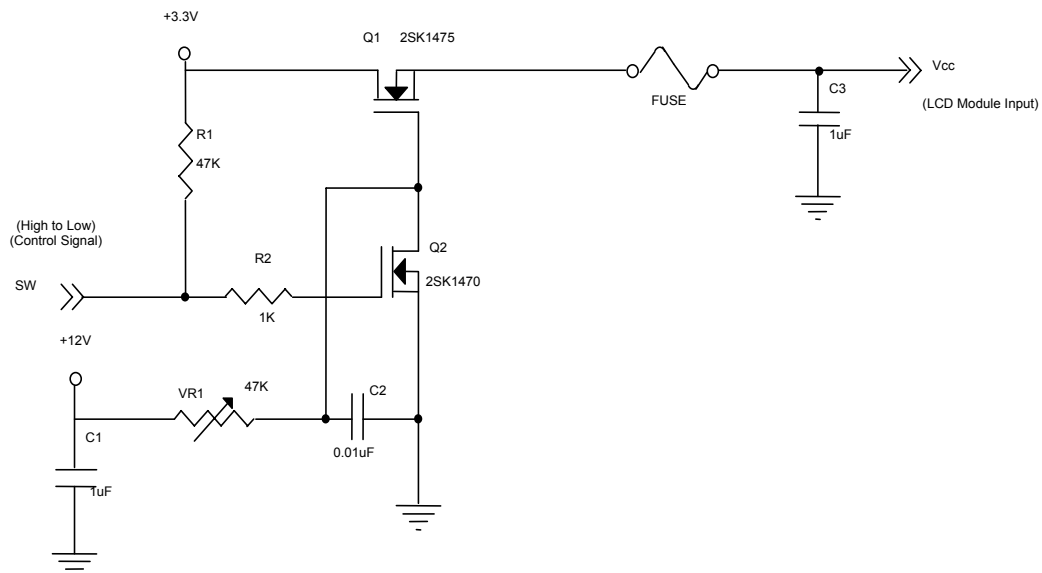 +3.3V
Q1 2SK1475
Vcc
FUSE
C3
(LCD Module Input)
R1
1uF
47K
(High to Low)
(Control Signal)
Q2
R2
2SK1470
SW
1K
+12V
VR1
47K
C2
C1
0.01uF
1uF